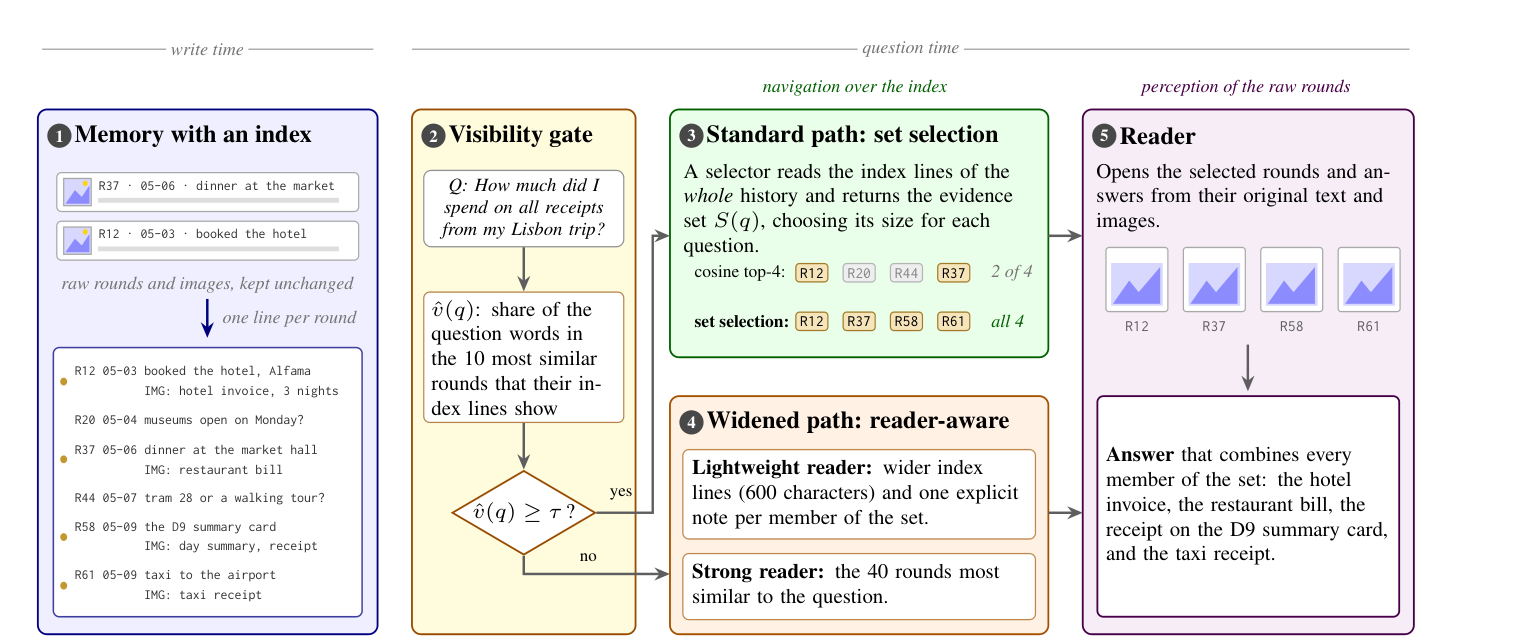 write time
question time
navigation over the index
perception of the raw rounds
1 Memory with an index
R37 · 05-06 · dinner at the market
R12 · 05-03 · booked the hotel
raw rounds and images, kept unchanged
one line per round
R12 05-03 booked the hotel, Alfama
IMG: hotel invoice, 3 nights
R20 05-04 museums open on Monday?
R37 05-06 dinner at the market hall
IMG: restaurant bill
R44 05-07 tram 28 or a walking tour?
R58 05-09 the D9 summary card
IMG: day summary, receipt
R61 05-09 taxi to the airport
IMG: taxi receipt
2 Visibility gate
Q: How much did I
spend on all receipts
from my Lisbon trip?
v̂(q): share of the
question words in
the 10 most similar
rounds that their in-
dex lines show
v̂(q) ≥ τ ?
yes
no
3 Standard path: set selection
A selector reads the index lines of the
whole history and returns the evidence
set S(q), choosing its size for each
question.
cosine top-4: R12 R20 R44 R37 2 of 4
set selection: R12 R37 R58 R61 all 4
4 Widened path: reader-aware
Lightweight reader: wider index
lines (600 characters) and one explicit
note per member of the set.
Strong reader: the 40 rounds most
similar to the question.
5 Reader
Opens the selected rounds and an-
swers from their original text and
images.
R12 R37 R58 R61
Answer that combines every
member of the set: the hotel
invoice, the restaurant bill, the
receipt on the D9 summary card,
and the taxi receipt.